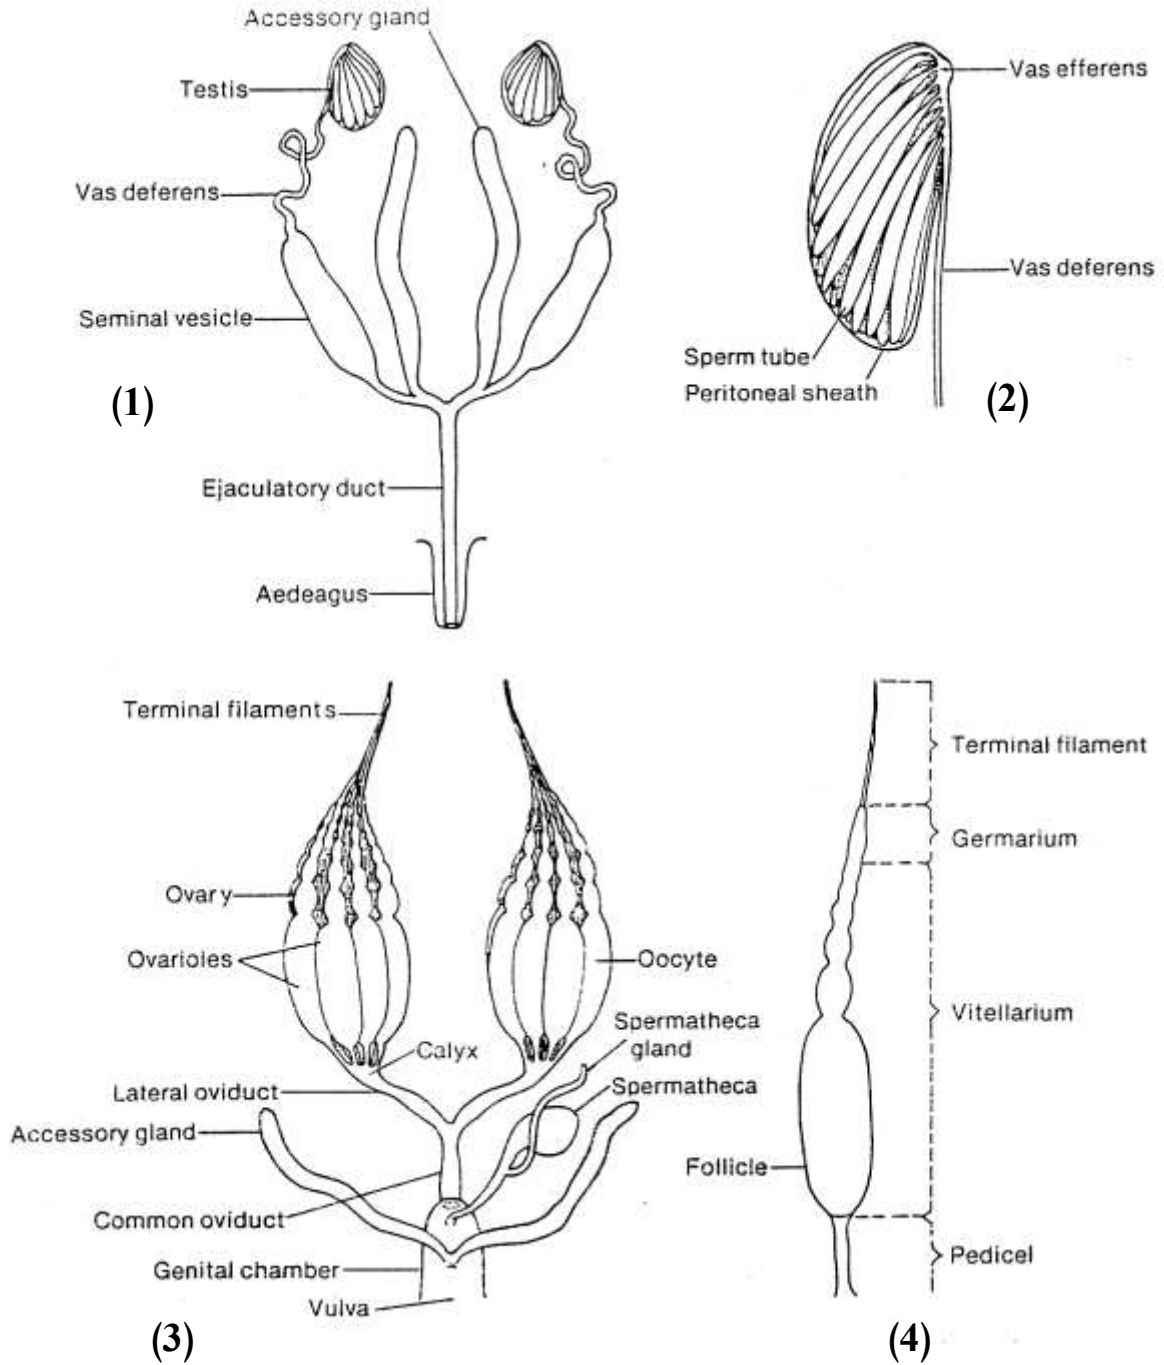 Accessory gland
Testis
Vas deferens
Seminal vesicle
(1)
Ejaculatory duct
Aedeagus
Vas efferens
Vas deferens
Sperm tube
Peritoneal sheath
(2)
Terminal filaments
Ovary
Ovarioles
Oocyte
Calyx
Spermatheca
gland
Spermatheca
Lateral oviduct
Accessory gland
Common oviduct
Genital chamber
Vulva
(3)
Terminal filament
Germarium
Vitellarium
Follicle
Pedicel
(4)